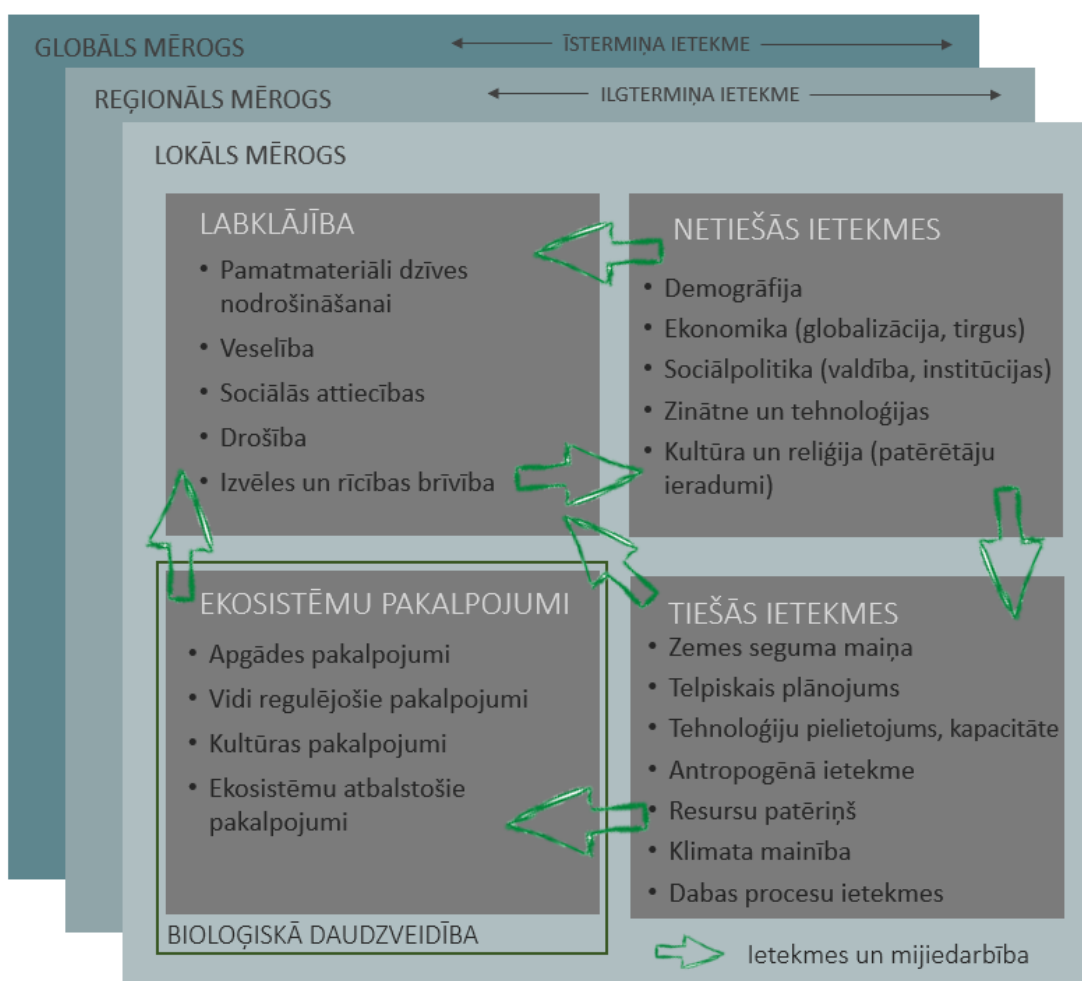 GLOBĀLS MĒROGS
ĪSTERMIŅA IETEKME
REĢIONĀLS MĒROGS
ILGTERMIŅA IETEKME
LOKĀLS MĒROGS
LABKLĀJĪBA
• Pamatmateriāli dzīves
nodrošināšanai
• Veselība
• Sociālās attiecības
• Drošība
• Izvēles un rīcības brīvība
NETIEŠĀS IETEKMES
• Demogrāfija
• Ekonomika (globalizācija, tirgus)
• Sociālpolitika (valdība, institūcijas)
• Zinātne un tehnoloģijas
• Kultūra un reliģija (patērētāju
ieradumi)
EKOSISTĒMU PAKALPOJUMI
• Apgādes pakalpojumi
• Vidi regulējošie pakalpojumi
• Kultūras pakalpojumi
• Ekosistēmu atbalstošie
pakalpojumi
BIOLOĢISKĀ DAUDZVEIDĪBA
TIEŠĀS IETEKMES
• Zemes seguma maiņa
• Telpiskais plānojums
• Tehnoloģiju pielietojums, kapacitāte
• Antropogēnā ietekme
• Resursu patēriņš
• Klimata mainība
• Dabas procesu ietekmes
Ietekmes un mijiedarbība